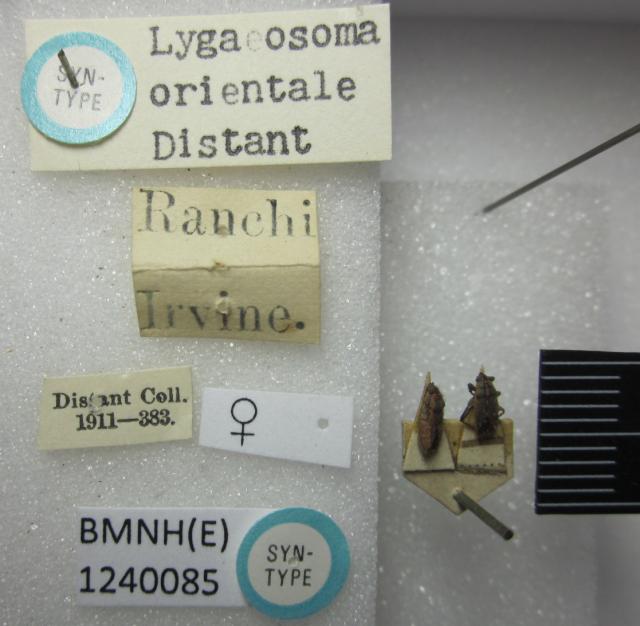 SYN-
TYPE
Lygaeosoma
orientale
Distant
Ranchi
Irvine.
Distant Coll.
1911—383.
♀
BMNH(E)
1240085
SYN-
TYPE